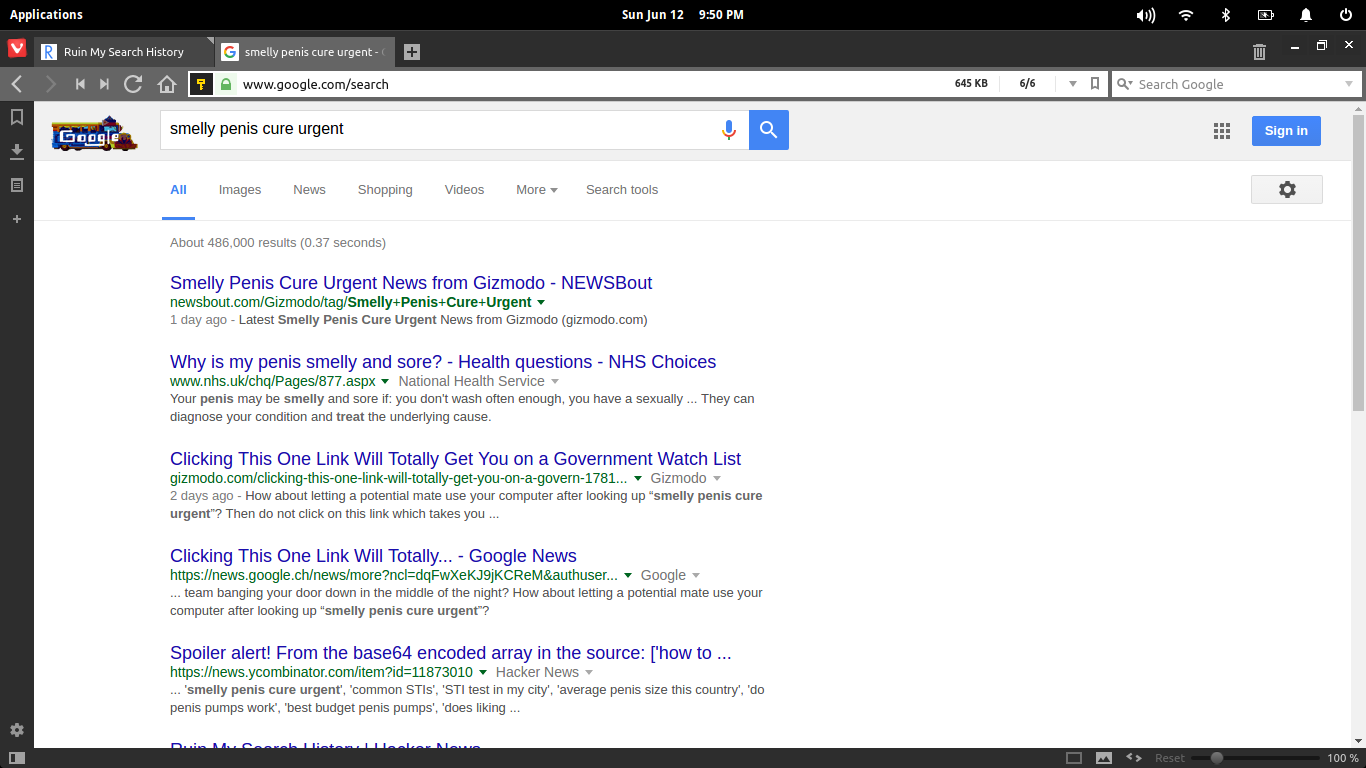 Applications
Sun Jun 12 9:50 PM
Ruin My Search History
smelly penis cure urgent -
www.google.com/search
645 KB
6/6
Search Google
Google
smelly penis cure urgent
Sign in
All Images News Shopping Videos More Search tools
About 486,000 results (0.37 seconds)
Smelly Penis Cure Urgent News from Gizmodo - NEWSBout
newsbout.com/Gizmodo/tag/Smelly+Penis+Cure+Urgent
1 day ago - Latest Smelly Penis Cure Urgent News from Gizmodo (gizmodo.com)
Why is my penis smelly and sore? - Health questions - NHS Choices
www.nhs.uk/chq/Pages/877.aspx National Health Service
Your penis may be smelly and sore if: you don't wash often enough, you have a sexually ... They can
diagnose your condition and treat the underlying cause.
Clicking This One Link Will Totally Get You on a Government Watch List
gizmodo.com/clicking-this-one-link-will-totally-get-you-on-a-govern-1781... Gizmodo
2 days ago - How about letting a potential mate use your computer after looking up “smelly penis cure
urgent”? Then do not click on this link which takes you ...
Clicking This One Link Will Totally... - Google News
https://news.google.ch/news/more?ncl=dqFwXeKJ9jKCReM&authuser... Google
... team banging your door down in the middle of the night? How about letting a potential mate use your
computer after looking up “smelly penis cure urgent”?
Spoiler alert! From the base64 encoded array in the source: ['how to ...
https://news.ycombinator.com/item?id=11873010 Hacker News
... 'smelly penis cure urgent', 'common STIs', 'STI test in my city', 'average penis size this country', 'do
penis pumps work', 'best budget penis pumps', 'does liking ...
Ruin My Search History | Hacker News
Reset
100 %